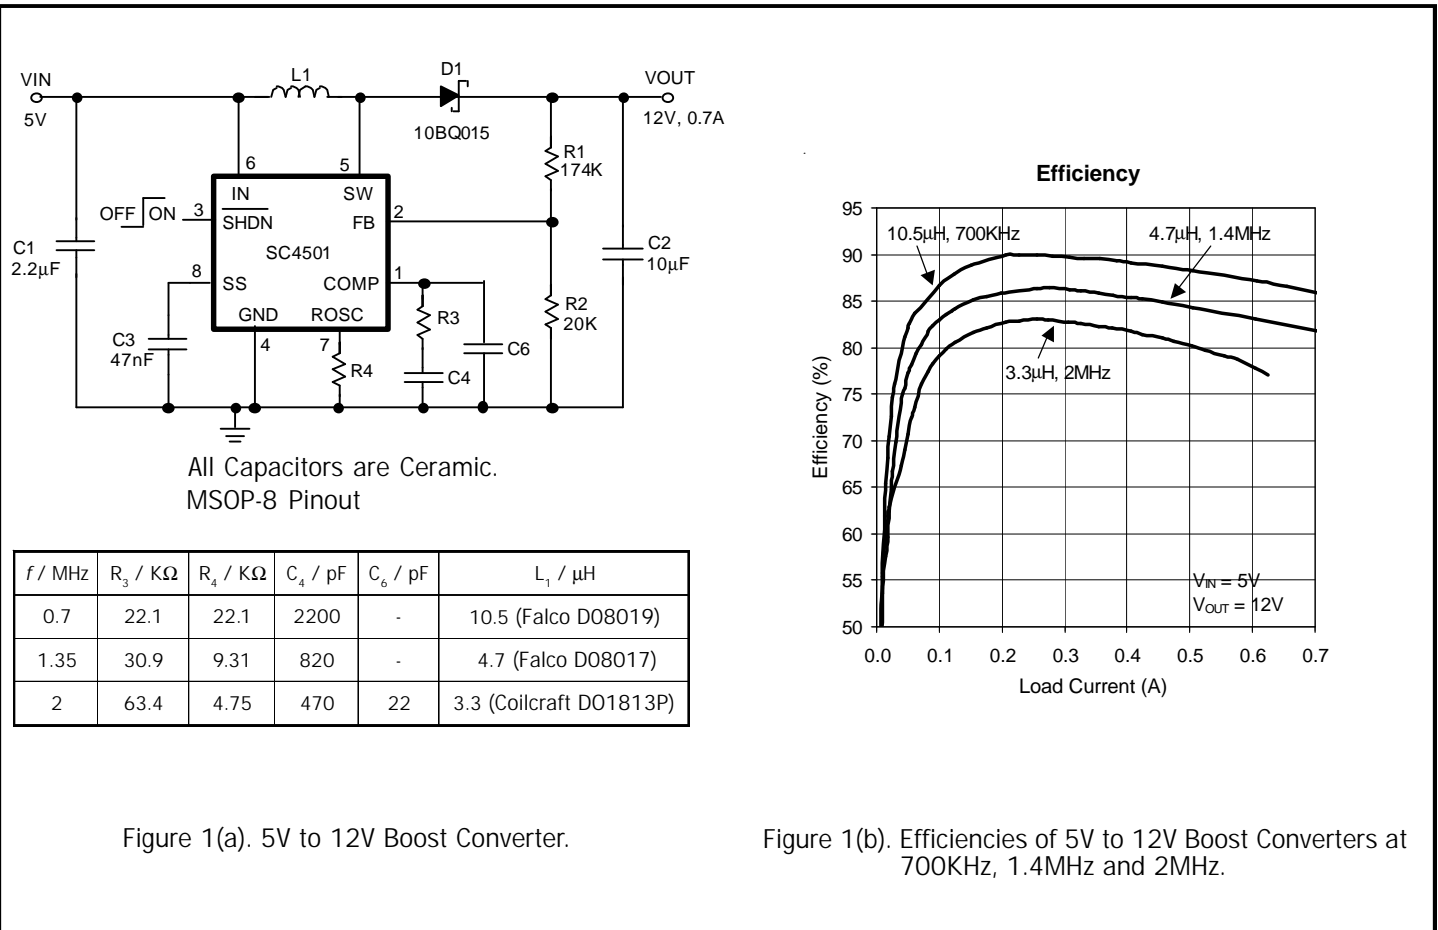 VIN
5V
L1
D1
10BQ015
VOUT
12V, 0.7A
R1
174K
6
5
IN
SW
OFF
ON
3
SHDN
FB
2
SC4501
C1
2.2µF
C2
10µF
8
SS
COMP
1
GND
ROSC
4
7
C3
47nF
R4
R3
C4
C6
R2
20K
All Capacitors are Ceramic.
MSOP-8 Pinout
f / MHz R3 / KΩ R4 / KΩ C4 / pF C6 / pF L1 / µH
0.7 22.1 22.1 2200 - 10.5 (Falco D08019)
1.35 30.9 9.31 820 - 4.7 (Falco D08017)
2 63.4 4.75 470 22 3.3 (Coilcraft DO1813P)
Figure 1(a). 5V to 12V Boost Converter.
Efficiency
95
90
85
80
75
70
65
60
55
50
Efficiency (%)
10.5µH, 700KHz
4.7µH, 1.4MHz
3.3µH, 2MHz
VIN = 5V
VOUT = 12V
0.0 0.1 0.2 0.3 0.4 0.5 0.6 0.7
Load Current (A)
Figure 1(b). Efficiencies of 5V to 12V Boost Converters at
700KHz, 1.4MHz and 2MHz.